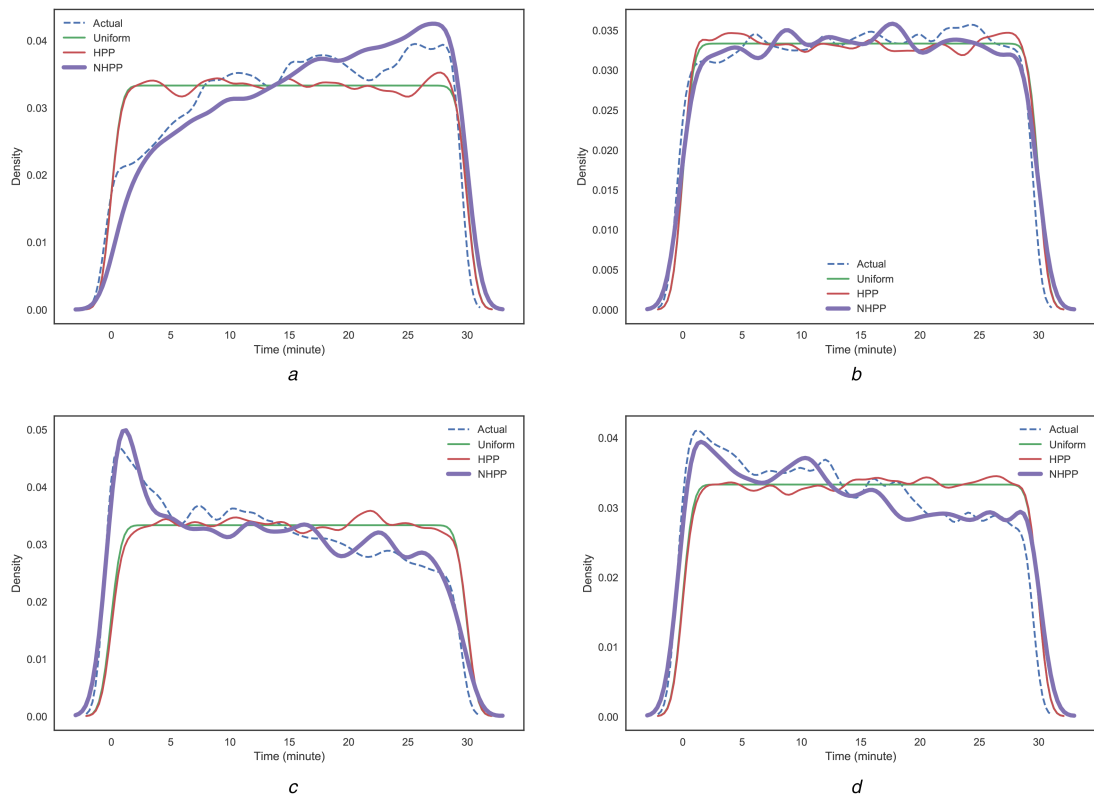 Actual
Uniform
HPP
NHPP
0.04
0.03
0.02
0.01
0.00
Density
0 5 10 15 20 25 30
Time (minute)
a
0.035
0.030
0.025
0.020
0.015
0.010
0.005
0.000
Density
Actual
Uniform
HPP
NHPP
0 5 10 15 20 25 30
Time (minute)
b
0.05
0.04
0.03
0.02
0.01
0.00
Density
Actual
Uniform
HPP
NHPP
0 5 10 15 20 25 30
Time (minute)
c
0.04
0.03
0.02
0.01
0.00
Density
Actual
Uniform
HPP
NHPP
0 5 10 15 20 25 30
Time (minute)
d